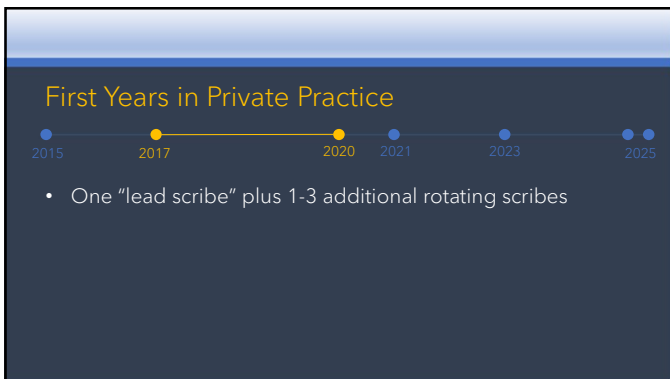 First Years in Private Practice
2015 2017 2020 2021 2023 2025
• One “lead scribe” plus 1-3 additional rotating scribes